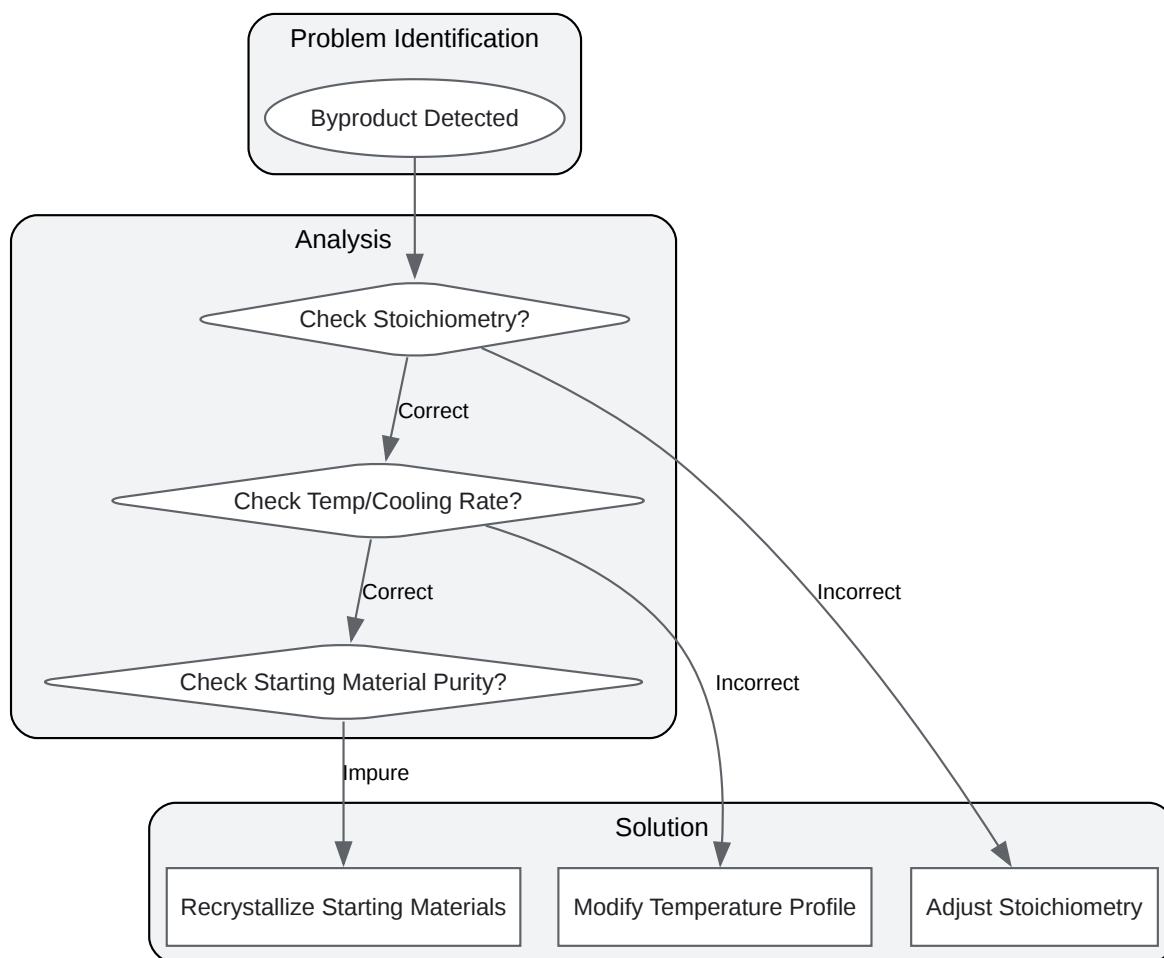 Problem Identification
Byproduct Detected
Analysis
Check Stoichiometry?
Correct
Check Temp/Cooling Rate?
Correct
Incorrect
Check Starting Material Purity?
Incorrect
Impure
Solution
Recrystallize Starting Materials
Modify Temperature Profile
Adjust Stoichiometry